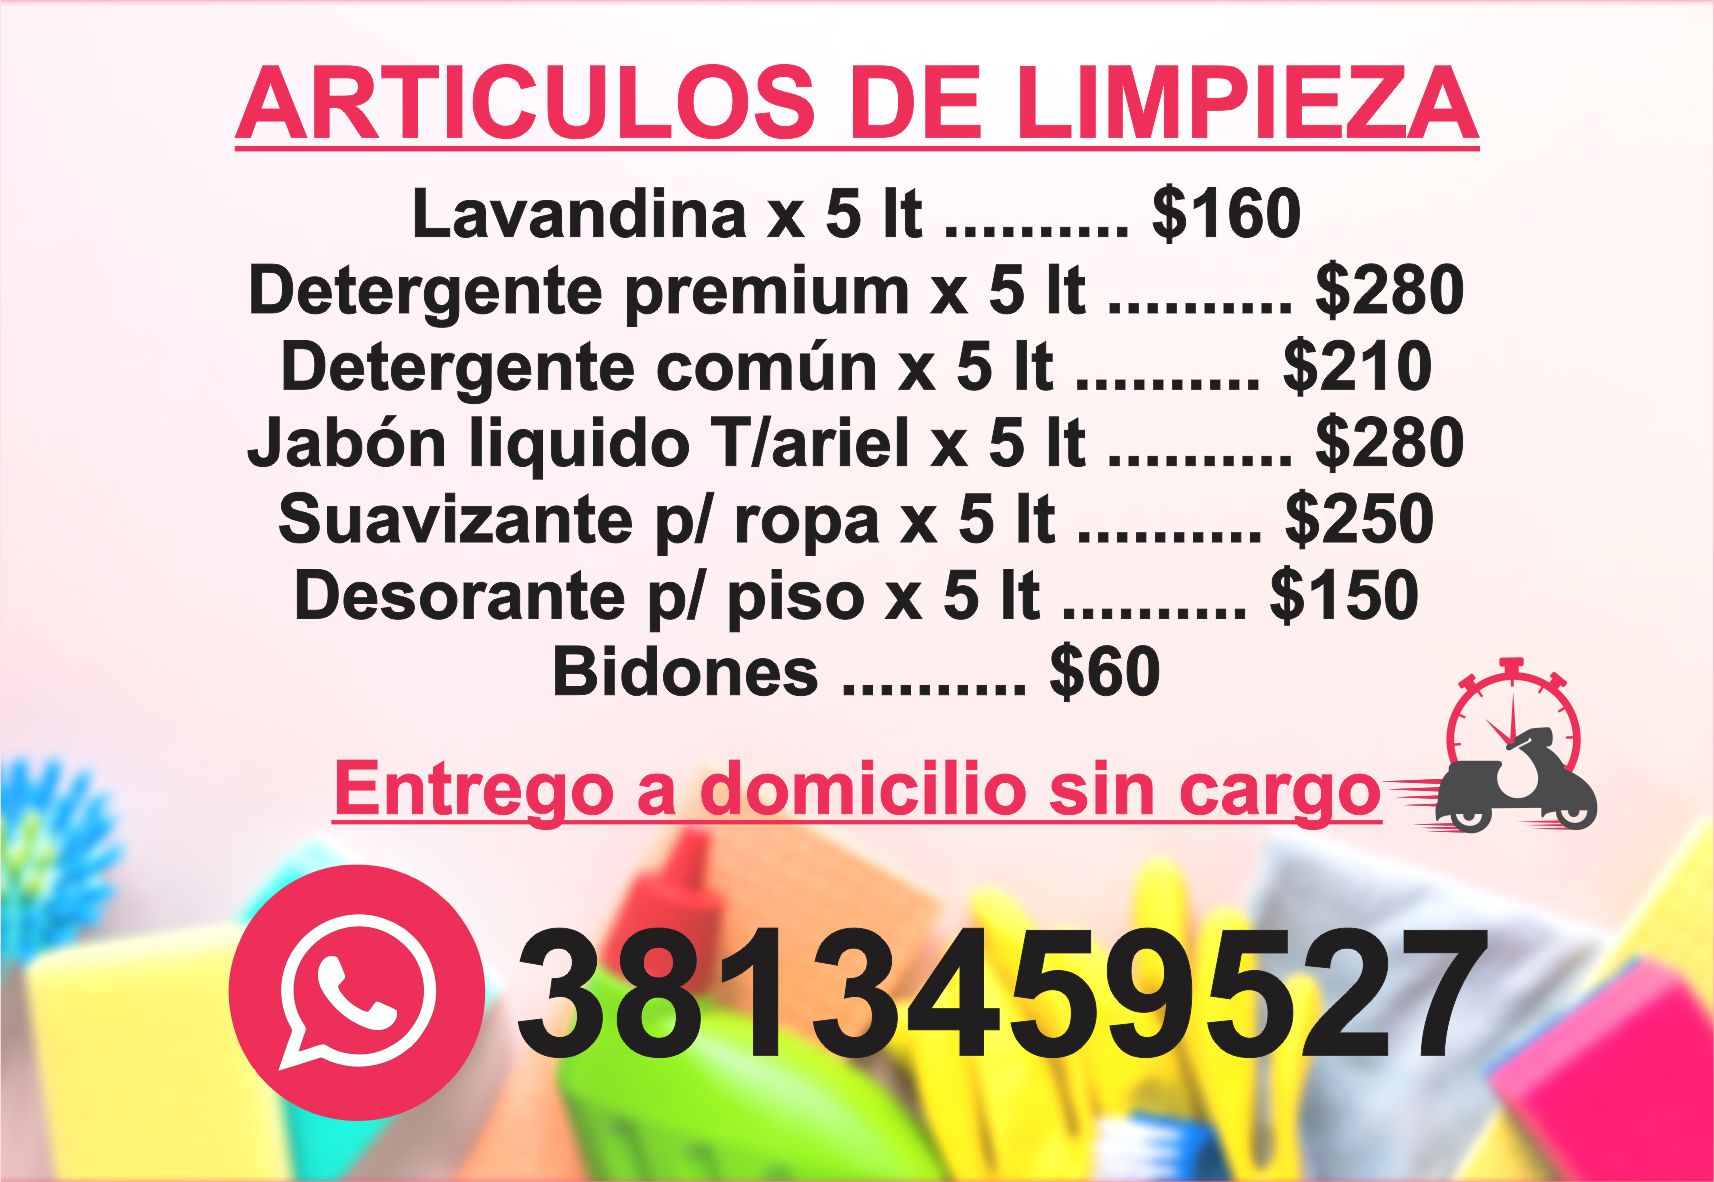 ARTICULOS DE LIMPIEZA
Lavandina x 5 lt .......... $160
Detergente premium x 5 lt .......... $280
Detergente común x 5 lt .......... $210
Jabón liquido T/ariel x 5 lt .......... $280
Suavizante p/ ropa x 5 lt .......... $250
Desorante p/ piso x 5 lt .......... $150
Bidones .......... $60
Entrego a domicilio sin cargo
3813459527